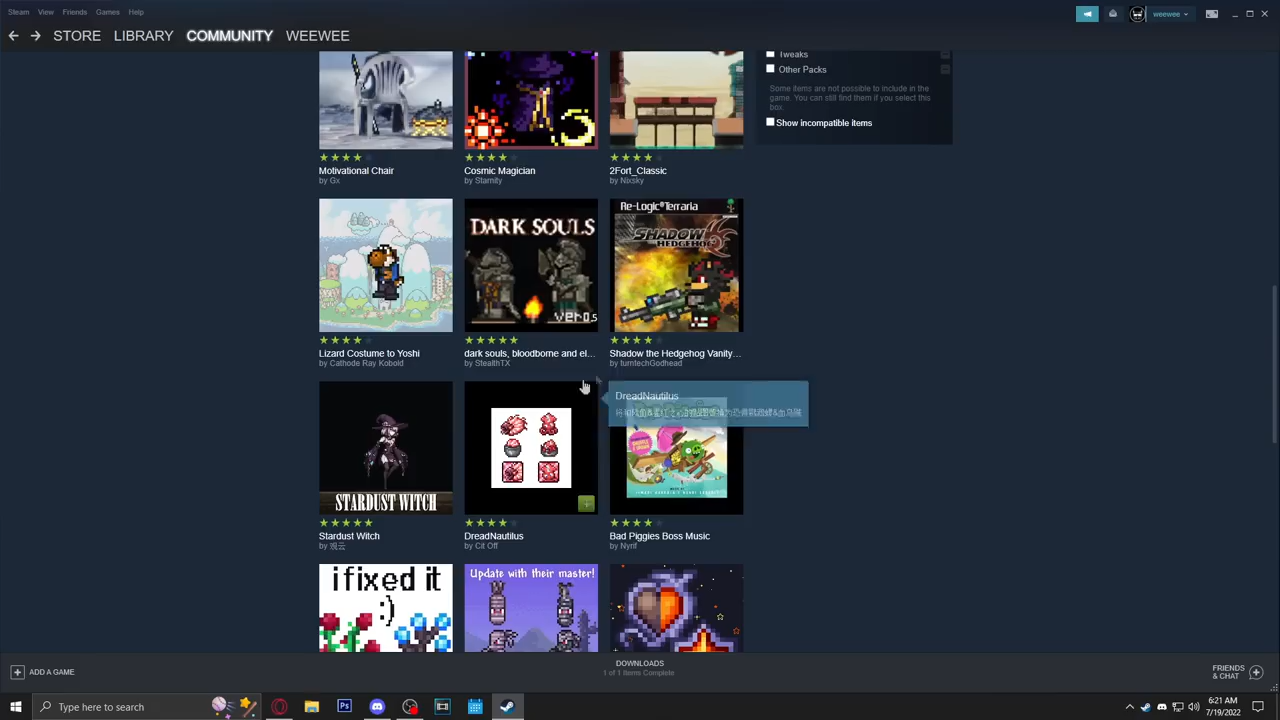 Steam View Friends Games Help
weewee
STORE LIBRARY COMMUNITY WEEWEE
Tweaks
Other Packs
Some items are not possible to include in the
game. You can still find them if you select this
box.
Show incompatible items
Motivational Chair
by Gx
Cosmic Magician
by Starnity
2Fort_Classic
by Nixsky
DARK SOULS
ver0.5
Re-Logic®Terraria
SHADOW
HEDGEHOG
Lizard Costume to Yoshi
by Cathode Ray Kobold
dark souls, bloodborne and el...
by StealthTX
Shadow the Hedgehog Vanity...
by turntechGodhead
DreadNautilus
STARDUST WITCH
Stardust Witch
DreadNautilus
by Cit Off
Bad Piggies Boss Music
by Nyrif
i fixed it
:)
Update with their master!
ADD A GAME
DOWNLOADS
1 of 1 Items Complete
FRIENDS
& CHAT
Type here to search
6:21 AM
7/19/2022